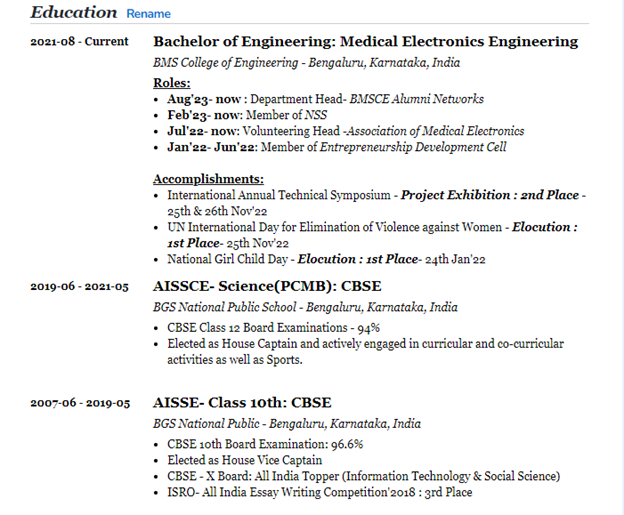 Education Rename
2021-08 - Current Bachelor of Engineering: Medical Electronics Engineering
BMS College of Engineering - Bengaluru, Karnataka, India
Roles:
• Aug'23- now : Department Head- BMSCE Alumni Networks
• Feb'23- now: Member of NSS
• Jul'22- now: Volunteering Head -Association of Medical Electronics
• Jan'22- Jun'22: Member of Entrepreneurship Development Cell
Accomplishments:
• International Annual Technical Symposium - Project Exhibition : 2nd Place -
25th & 26th Nov'22
• UN International Day for Elimination of Violence against Women - Elocution :
1st Place- 25th Nov'22
• National Girl Child Day - Elocution : 1st Place- 24th Jan'22
2019-06 - 2021-05 AISSCE- Science(PCMB): CBSE
BGS National Public School - Bengaluru, Karnataka, India
• CBSE Class 12 Board Examinations - 94%
• Elected as House Captain and actively engaged in curricular and co-curricular
activities as well as Sports.
2007-06 - 2019-05 AISSE- Class 10th: CBSE
BGS National Public - Bengaluru, Karnataka, India
• CBSE 10th Board Examination: 96.6%
• Elected as House Vice Captain
• CBSE - X Board: All India Topper (Information Technology & Social Science)
• ISRO- All India Essay Writing Competition'2018 : 3rd Place